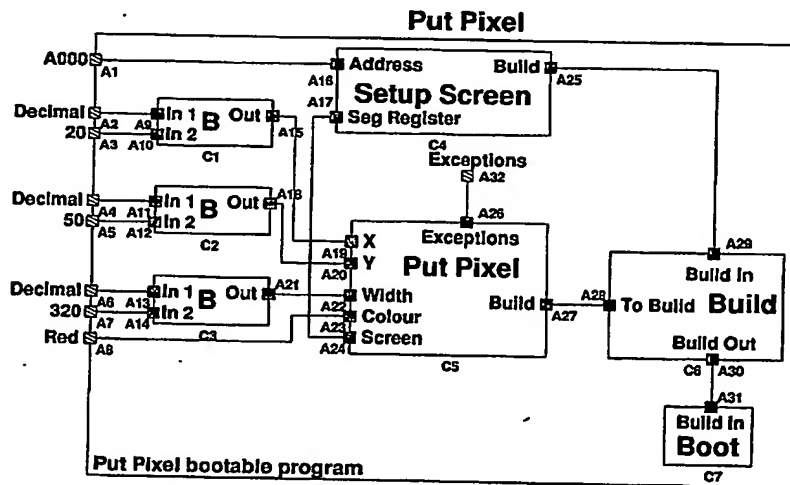 Put Pixel
A000
A1
A16
Address
Build
A25
A17
Setup Screen
Seg Register
C4
Decimal
A2
A9
In 1
B
Out
A15
20
A3
A10
In 2
C1
Exceptions
A32
Decimal
A4
A11
In 1
B
Out
A18
50
A5
A12
In 2
C2
A26
Exceptions
X
A19
Put Pixel
Y
A20
A29
Build In
Decimal
A6
A13
In 1
B
Out
A21
Width
A22
Build
A27
A28
To Build
Build
320
A7
A14
In 2
C3
Colour
A23
Red
A8
Screen
A24
C5
Build Out
C6
A30
A31
Build In
Boot
C7
Put Pixel bootable program